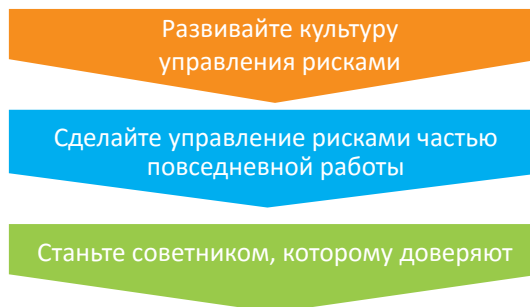 Развивайте культуру
управления рисками
Сделайте управление рисками частью
повседневной работы
Станьте советником, которому доверяют